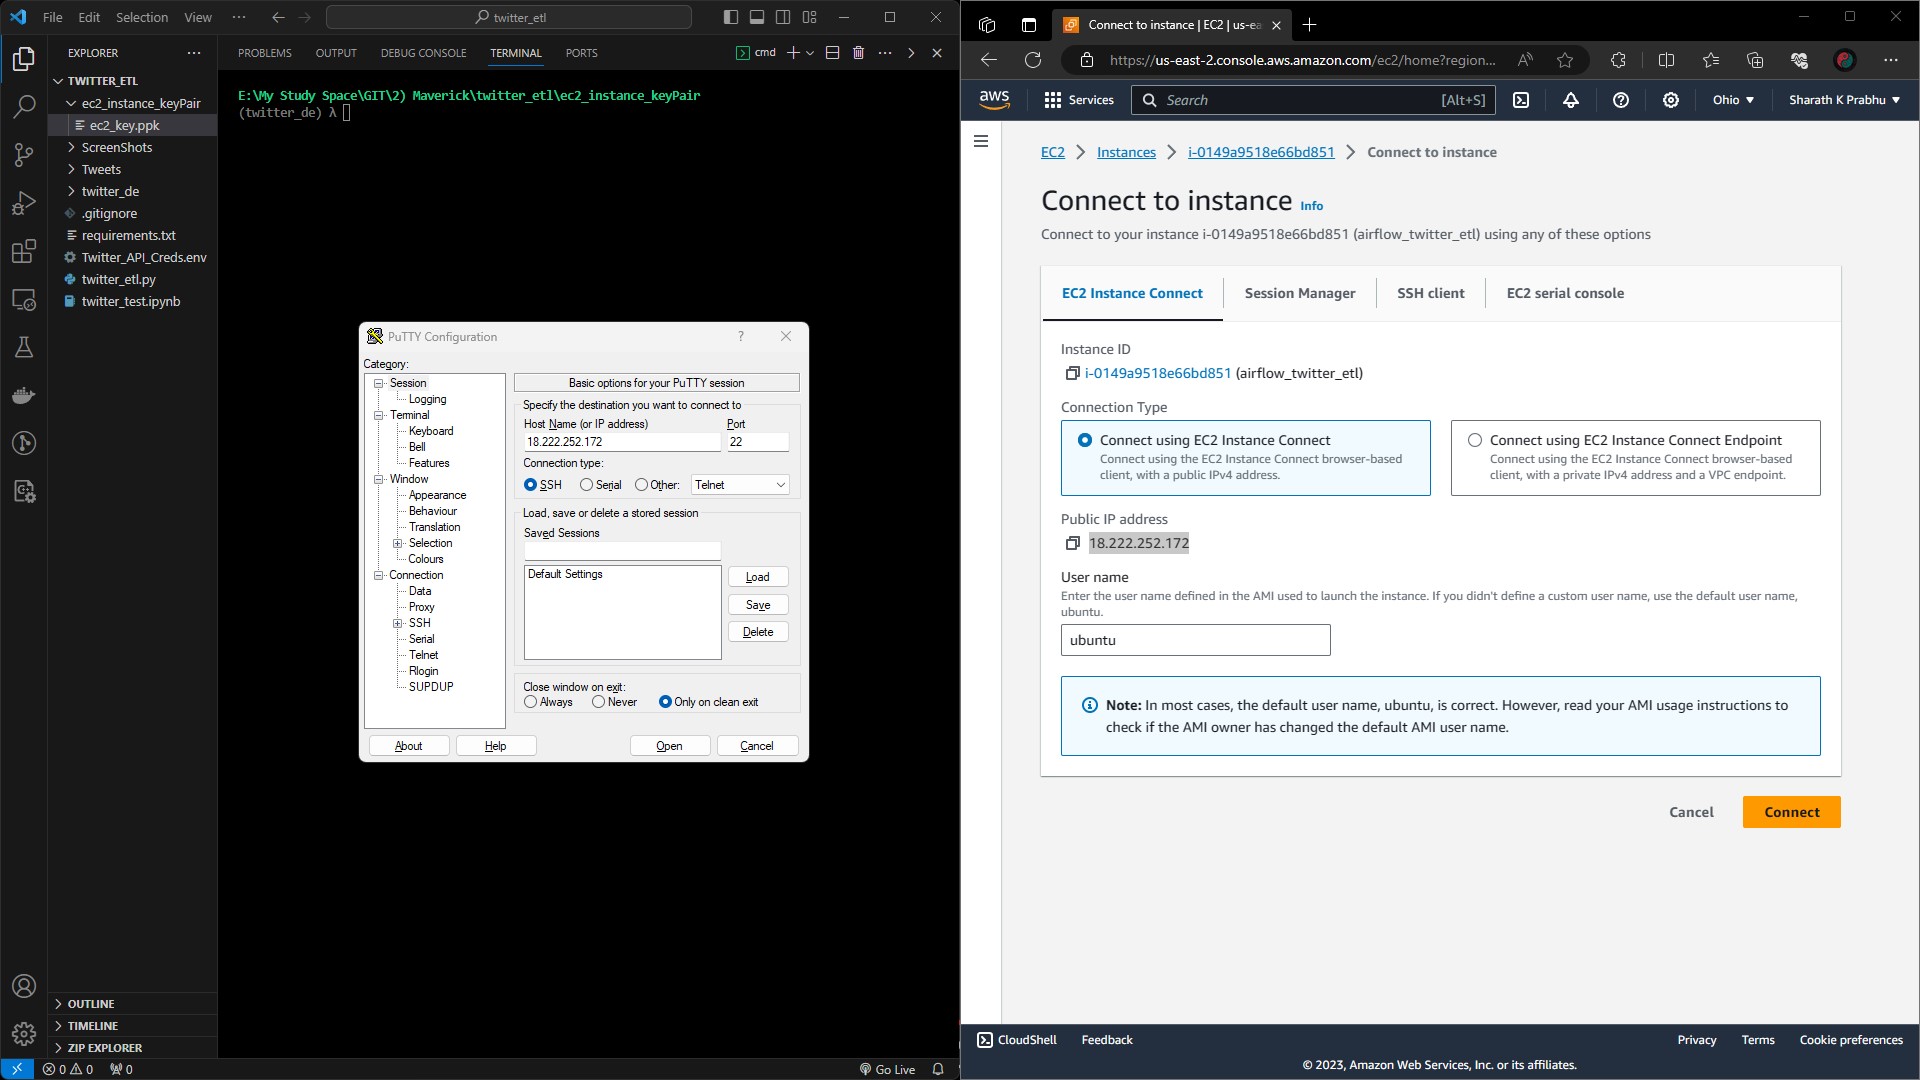 File Edit Selection View ··· twitter_etl
EXPLORER ···
TWITTER_ETL
ec2_instance_keyPair
ec2_key.ppk
ScreenShots
Tweets
twitter_de
.gitignore
requirements.txt
Twitter_API_Creds.env
twitter_etl.py
twitter_test.ipynb
OUTLINE
TIMELINE
ZIP EXPLORER
0 0 0 Go Live
PROBLEMS OUTPUT DEBUG CONSOLE TERMINAL PORTS cmd
E:\My Study Space\GIT\2) Maverick\twitter_etl\ec2_instance_keyPair
(twitter_de) λ
PuTTY Configuration ?
Category:
Session
Logging
Terminal
Keyboard
Bell
Features
Window
Appearance
Behaviour
Translation
Selection
Colours
Connection
Data
Proxy
SSH
Serial
Telnet
Rlogin
SUPDUP
Basic options for your PuTTY session
Specify the destination you want to connect to
Host Name (or IP address) Port
18.222.252.172 22
Connection type:
SSH Serial Other: Telnet
Load, save or delete a stored session
Saved Sessions
Default Settings
Load
Save
Delete
Close window on exit:
Always Never Only on clean exit
About Help Open Cancel
Connect to instance | EC2 | us-ea
https://us-east-2.console.aws.amazon.com/ec2/home?region...
aws Services Search [Alt+S] Ohio Sharath K Prabhu
EC2 Instances i-0149a9518e66bd851 Connect to instance
Connect to instance Info
Connect to your instance i-0149a9518e66bd851 (airflow_twitter_etl) using any of these options
EC2 Instance Connect Session Manager SSH client EC2 serial console
Instance ID
i-0149a9518e66bd851 (airflow_twitter_etl)
Connection Type
Connect using EC2 Instance Connect
Connect using the EC2 Instance Connect browser-based
client, with a public IPv4 address.
Connect using EC2 Instance Connect Endpoint
Connect using the EC2 Instance Connect browser-based
client, with a private IPv4 address and a VPC endpoint.
Public IP address
18.222.252.172
User name
Enter the user name defined in the AMI used to launch the instance. If you didn't define a custom user name, use the default user name,
ubuntu.
ubuntu
Note: In most cases, the default user name, ubuntu, is correct. However, read your AMI usage instructions to
check if the AMI owner has changed the default AMI user name.
Cancel Connect
CloudShell Feedback Privacy Terms Cookie preferences
© 2023, Amazon Web Services, Inc. or its affiliates.